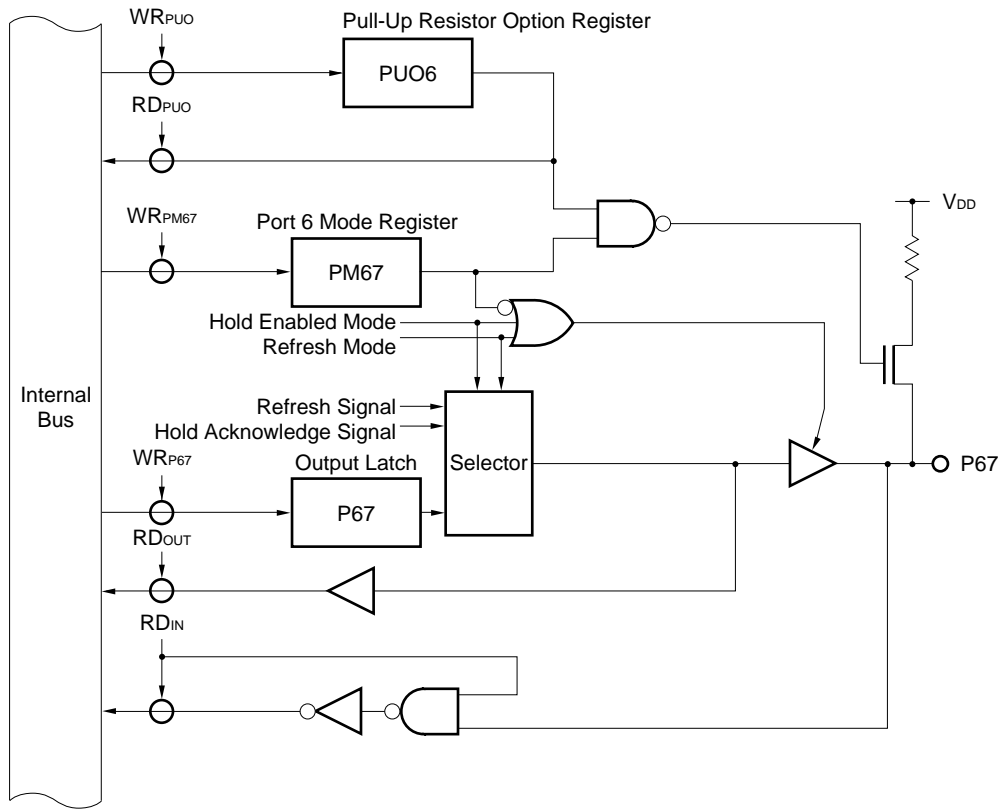 WRPUO
Pull-Up Resistor Option Register
PUO6
RDPUO
WRPM67
Port 6 Mode Register
PM67
VDD
Hold Enabled Mode
Refresh Mode
Internal
Bus
Refresh Signal
Hold Acknowledge Signal
WRP67
Output Latch
Selector
P67
P67
RDOUT
RDIN